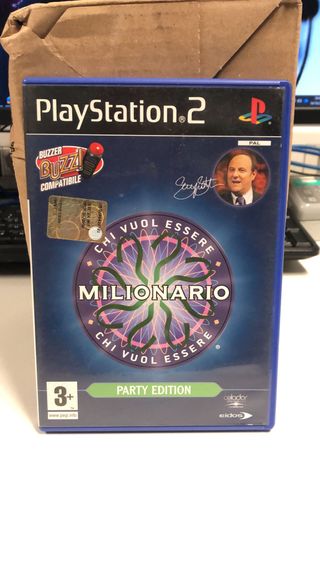 PlayStation®2
PAL
BUZZER
BUZZ!
COMPATIBILE
CHI VUOL ESSERE
MILIONARIO
CHI VUOL ESSERE
PARTY EDITION
3+
www.pegi.info
celador
eidos